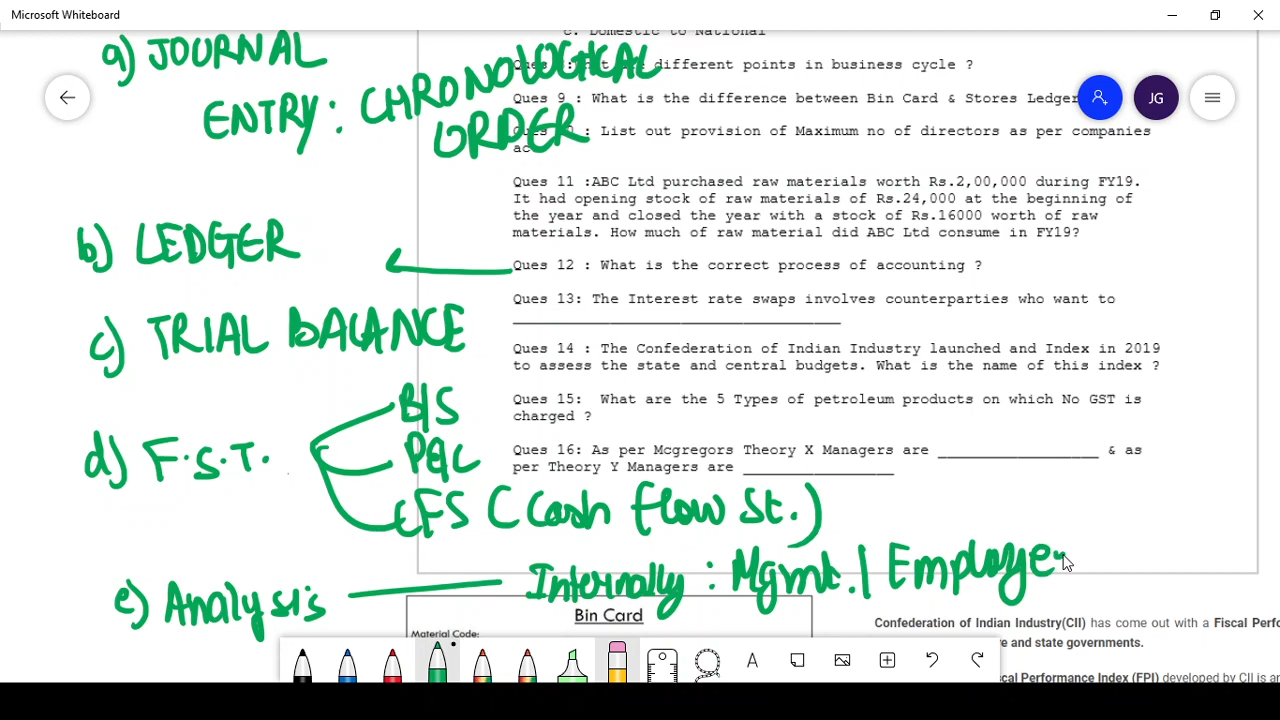 Microsoft Whiteboard
a) JOURNAL
ENTRY: CHRONOLOGICAL
ORDER
b) LEDGER
c) TRIAL BALANCE
d) F.S.T.
B/S
P&L
CFS (Cash flow St.)
e) Analysis
Internally : Mgmt. | Employe
c. Domestic to National
different points in business cycle ?
Ques 9 : What is the difference between Bin Card & Stores Ledger
: List out provision of Maximum no of directors as per companies
ac
Ques 11 :ABC Ltd purchased raw materials worth Rs.2,00,000 during FY19.
It had opening stock of raw materials of Rs.24,000 at the beginning of
the year and closed the year with a stock of Rs.16000 worth of raw
materials. How much of raw material did ABC Ltd consume in FY19?
Ques 12 : What is the correct process of accounting ?
Ques 13: The Interest rate swaps involves counterparties who want to
Ques 14 : The Confederation of Indian Industry launched and Index in 2019
to assess the state and central budgets. What is the name of this index ?
Ques 15: What are the 5 Types of petroleum products on which No GST is
charged ?
Ques 16: As per Mcgregors Theory X Managers are ___________________ & as
per Theory Y Managers are _________________
JG
Bin Card
Material Code:
Confederation of Indian Industry(CII) has come out with a Fiscal Perfo
e and state governments.
cal Performance Index (FPI) developed by CII is a